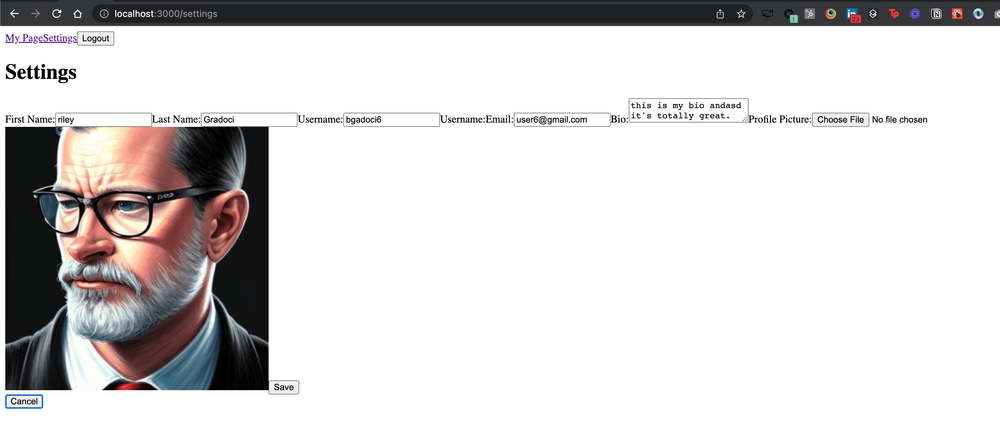 localhost:3000/settings
My PageSettings Logout
Settings
First Name: riley Last Name: Gradoci Username: bgadoci6 Username:Email: user6@gmail.com Bio: this is my bio andasd
it's totally great. Profile Picture: Choose File No file chosen
Save
Cancel